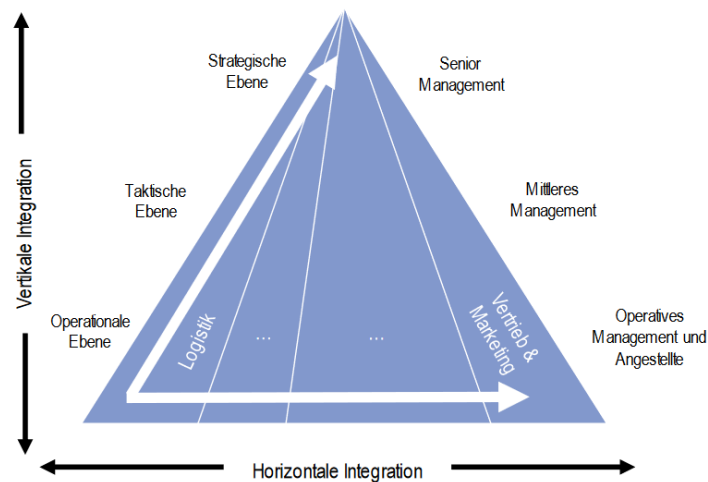 Strategische
Ebene
Senior
Management
Taktische
Ebene
Mittleres
Management
Vertikale Integration
Operationale
Ebene
Logistik
...
...
Vertrieb &
Marketing
Operatives
Management und
Angestellte
Horizontale Integration